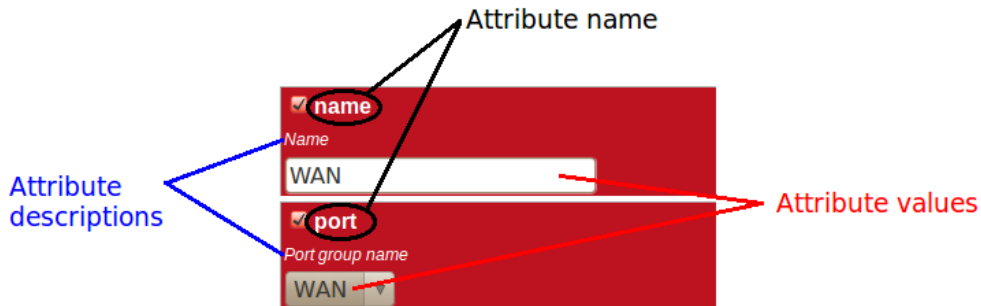 Attribute name
name
Name
WAN
Attribute
descriptions
Attribute values
port
Port group name
WAN